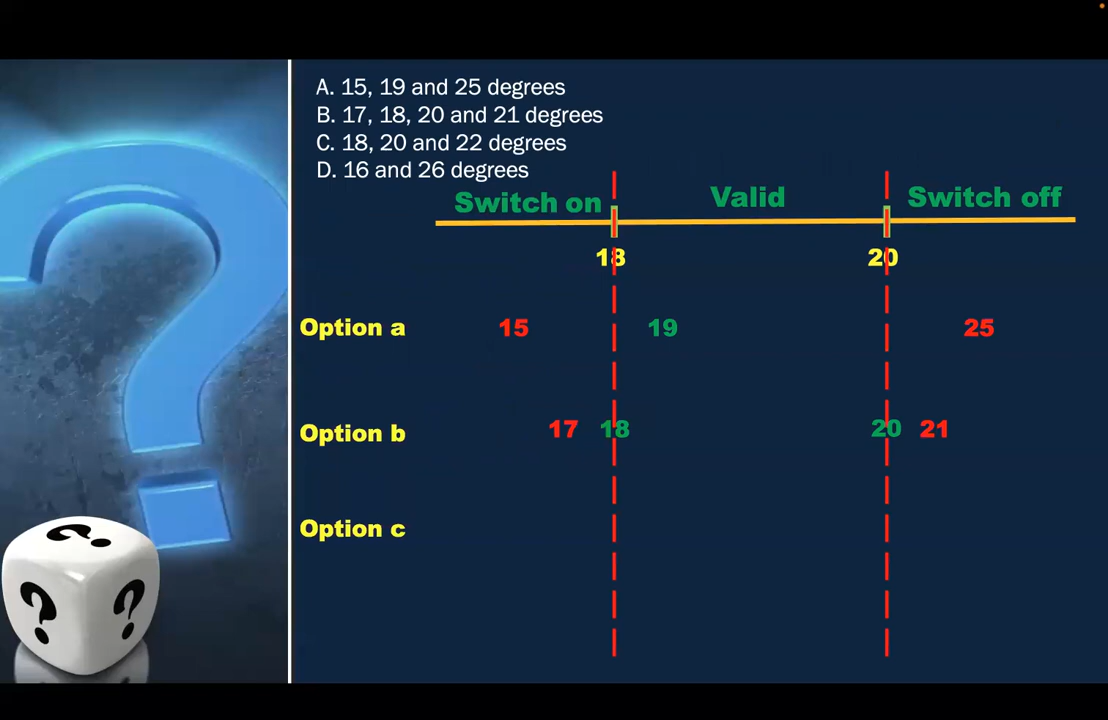 A. 15, 19 and 25 degrees
B. 17, 18, 20 and 21 degrees
C. 18, 20 and 22 degrees
D. 16 and 26 degrees
Switch on Valid Switch off
18 20
Option a 15 19 25
Option b 17 18 20 21
Option c